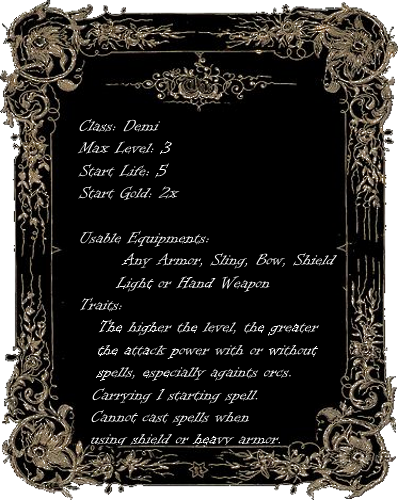 Class: Demi
Max Level: 3
Start Life: 5
Start Gold: 2x
Usable Equipments:
Any Armor, Sling, Bow, Shield
Light or Hand Weapon
Traits:
The higher the level, the greater
the attack power with or without
spells, especially againts orcs.
Carrying 1 starting spell.
Cannot cast spells when
using shield or heavy armor.